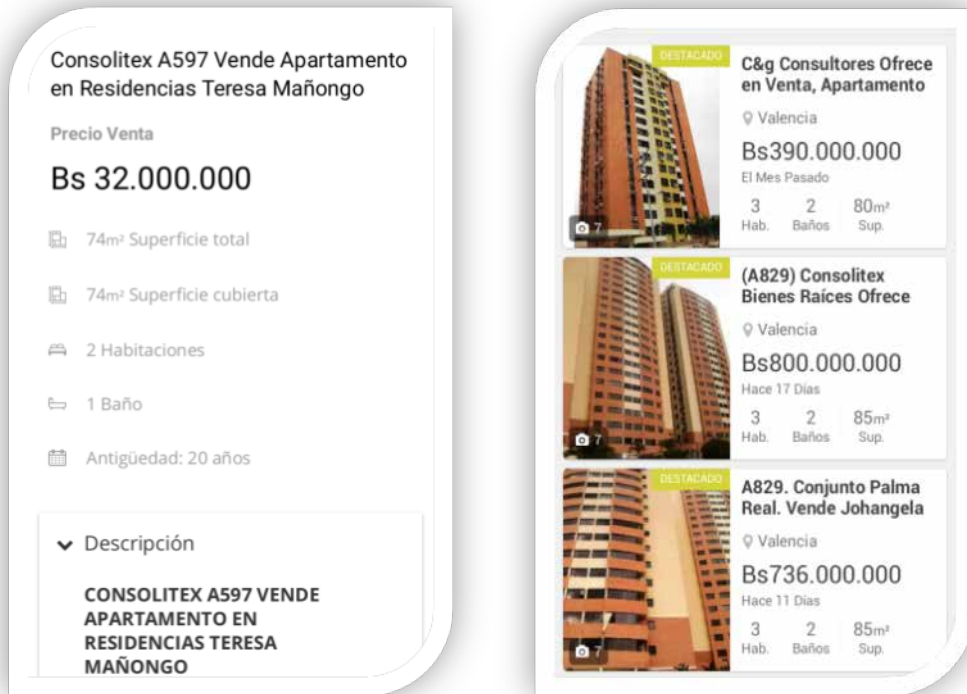 Consolitex A597 Vende Apartamento
en Residencias Teresa Mañongo
Precio Venta
Bs 32.000.000
74m² Superficie total
74m² Superficie cubierta
2 Habitaciones
1 Baño
Antigüedad: 20 años
Descripción
CONSOLITEX A597 VENDE
APARTAMENTO EN
RESIDENCIAS TERESA
MAÑONGO
DESTACADO
7
C&g Consultores Ofrece
en Venta, Apartamento
Valencia
Bs390.000.000
El Mes Pasado
3 2 80m²
Hab. Baños Sup.
DESTACADO
7
(A829) Consolitex
Bienes Raíces Ofrece
Valencia
Bs800.000.000
Hace 17 Días
3 2 85m²
Hab. Baños Sup.
DESTACADO
7
A829. Conjunto Palma
Real. Vende Johangela
Valencia
Bs736.000.000
Hace 11 Días
3 2 85m²
Hab. Baños Sup.